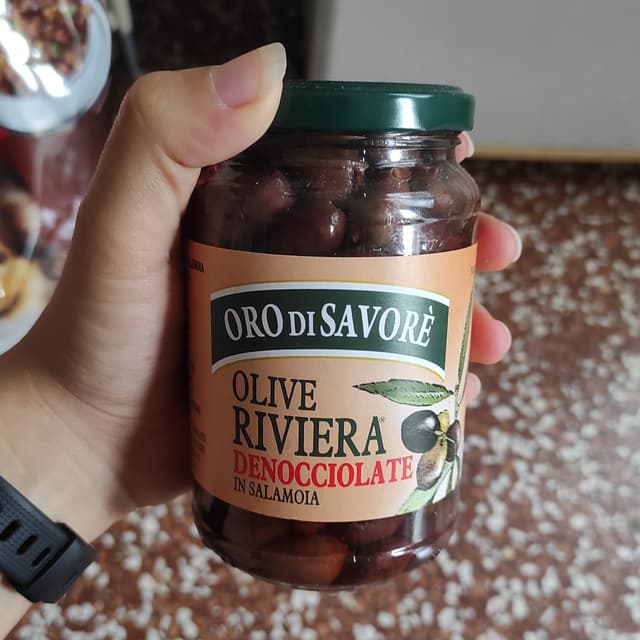 ORO DI SAVORÈ
OLIVE
RIVIERA®
DENOCCIOLATE
IN SALAMOIA